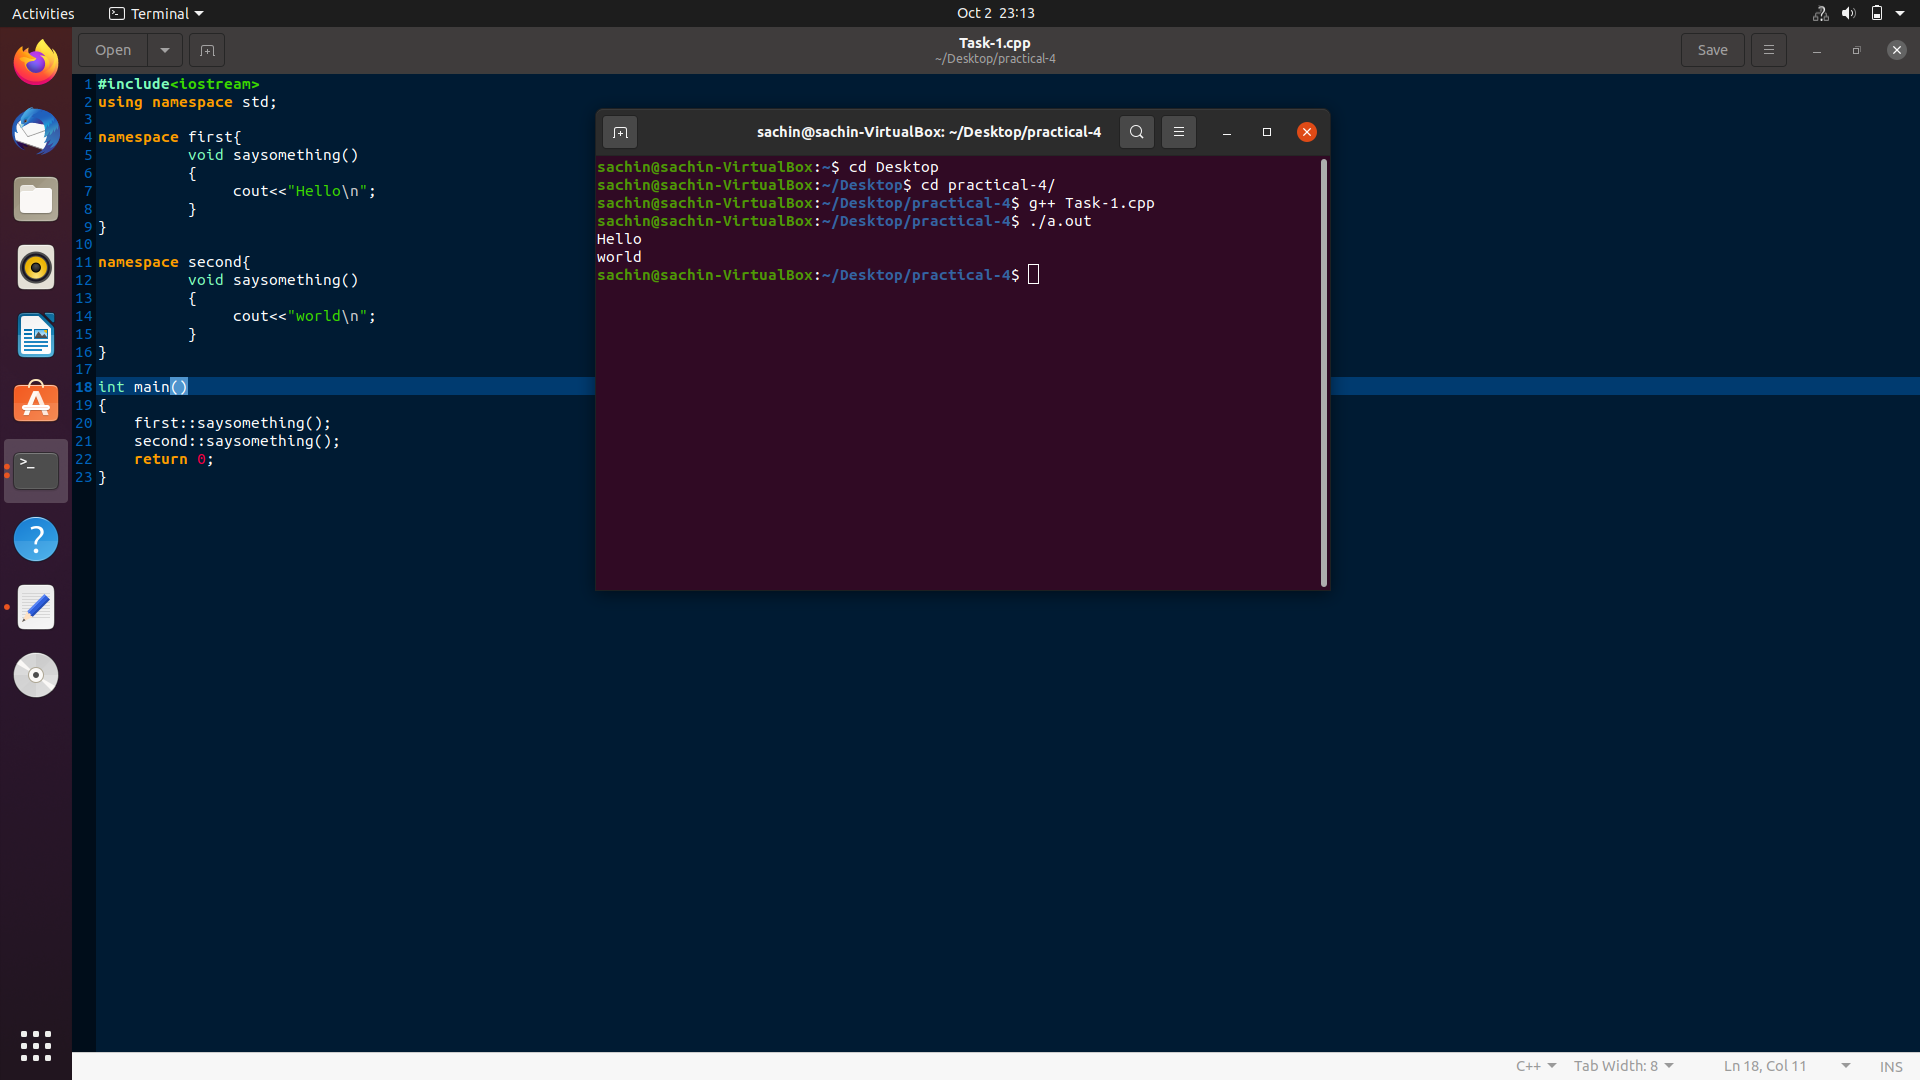 Activities
Terminal
Oct 2 23:13
Open
Task-1.cpp
~/Desktop/practical-4
Save
1 #include<iostream>
2 using namespace std;
3
4 namespace first{
5 void saysomething()
6 {
7 cout<<"Hello\n";
8 }
9 }
10
11 namespace second{
12 void saysomething()
13 {
14 cout<<"world\n";
15 }
16 }
17
18 int main()
19 {
20 first::saysomething();
21 second::saysomething();
22 return 0;
23 }
sachin@sachin-VirtualBox: ~/Desktop/practical-4
sachin@sachin-VirtualBox:~$ cd Desktop
sachin@sachin-VirtualBox:~/Desktop$ cd practical-4/
sachin@sachin-VirtualBox:~/Desktop/practical-4$ g++ Task-1.cpp
sachin@sachin-VirtualBox:~/Desktop/practical-4$ ./a.out
Hello
world
sachin@sachin-VirtualBox:~/Desktop/practical-4$
C++
Tab Width: 8
Ln 18, Col 11
INS